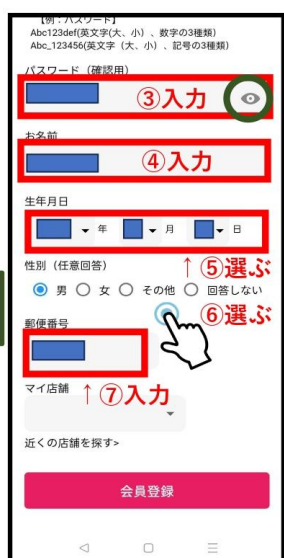 【例：パスワード】
Abc123def(英文字(大、小）、数字の3種類)
Abc_123456(英文字（大、小）、記号の3種類)
パスワード（確認用）
③入力
お名前
④入力
生年月日
年 月 日
性別（任意回答）
↑⑤選ぶ
男 女 その他 回答しない
⑥選ぶ
郵便番号
マイ店舗
↑⑦入力
近くの店舗を探す>
会員登録